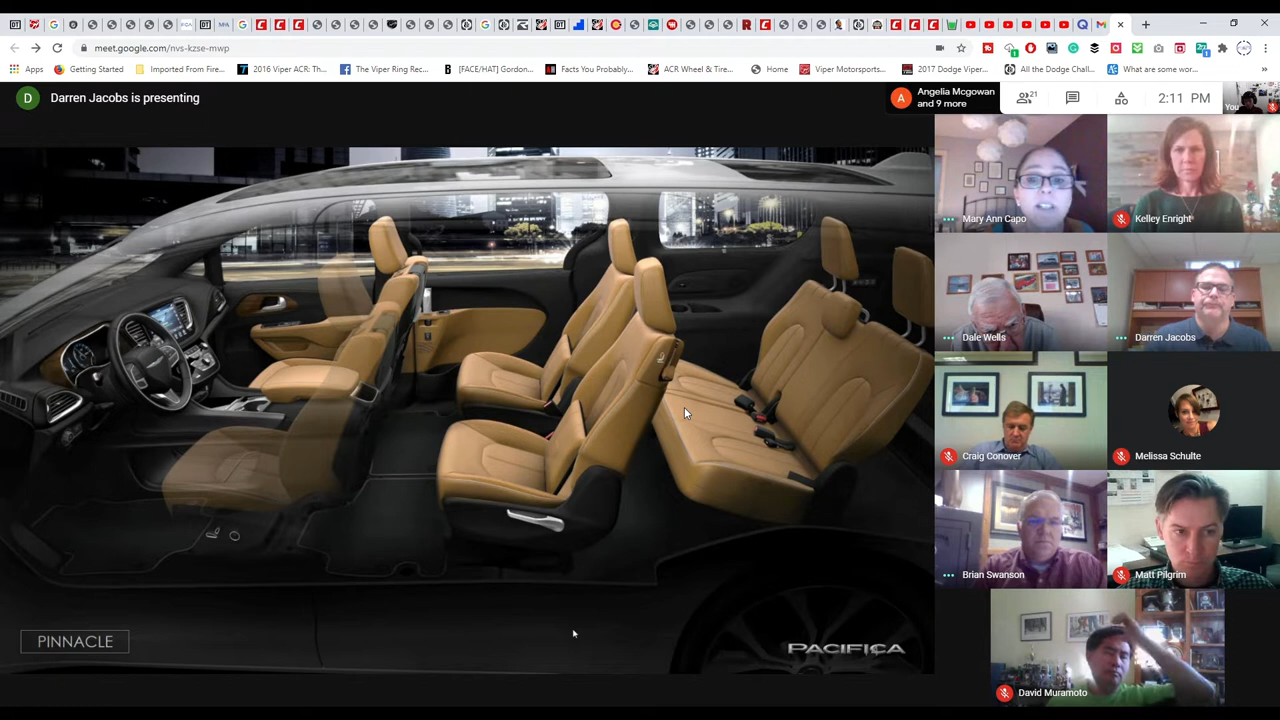 meet.google.com/nvs-kzse-mwp
Apps
Getting Started
Imported From Fire...
2016 Viper ACR: Th...
The Viper Ring Rec...
[FACE/HAT] Gordon...
Facts You Probably...
ACR Wheel & Tire...
Home
Viper Motorsports...
2017 Dodge Viper...
All the Dodge Chall...
What are some wor...
D
Darren Jacobs is presenting
A
Angelia Mcgowan
and 9 more
21
2:11 PM
You
Mary Ann Capo
Kelley Enright
Dale Wells
Darren Jacobs
Craig Conover
Melissa Schulte
Brian Swanson
Matt Pilgrim
David Muramoto
PINNACLE
PACIFICA